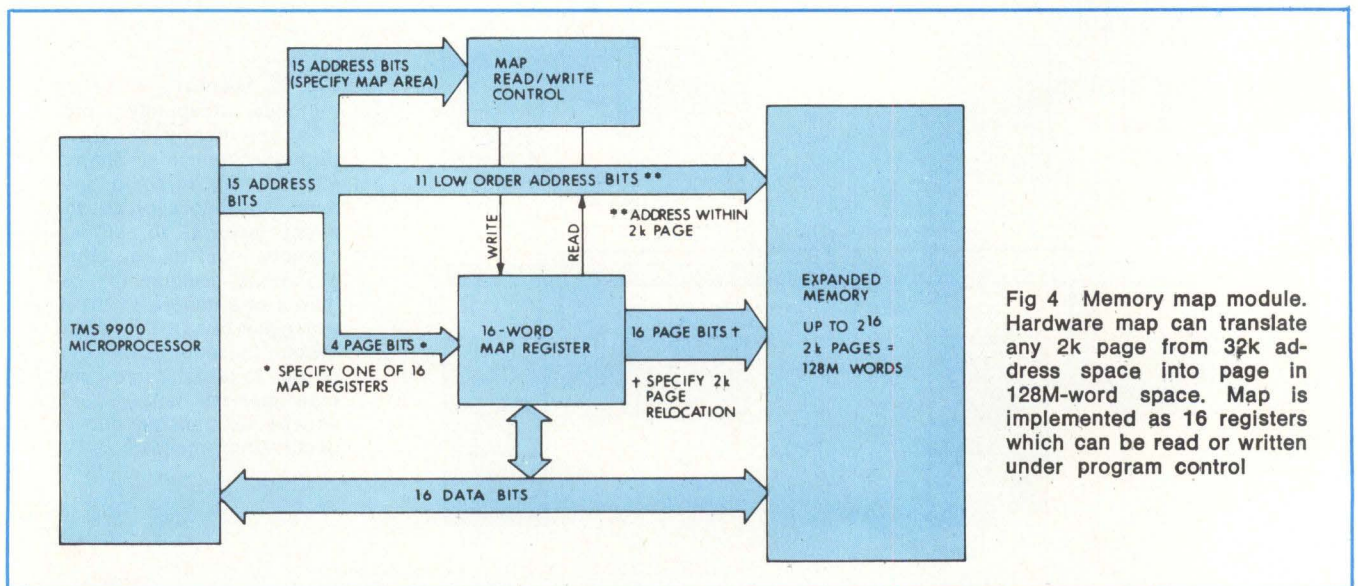 15 ADDRESS BITS
(SPECIFY MAP AREA)
MAP
READ/WRITE
CONTROL
15 ADDRESS
BITS
11 LOW ORDER ADDRESS BITS **
** ADDRESS WITHIN
2k PAGE
WRITE
READ
TMS 9900
MICROPROCESSOR
4 PAGE BITS *
* SPECIFY ONE OF 16
MAP REGISTERS
16-WORD
MAP REGISTER
16 PAGE BITS †
† SPECIFY 2k
PAGE
RELOCATION
EXPANDED
MEMORY
UP TO 2¹⁶
2k PAGES =
128M WORDS
16 DATA BITS
Fig 4 Memory map module.
Hardware map can translate
any 2k page from 32k ad-
dress space into page in
128M-word space. Map is
implemented as 16 registers
which can be read or written
under program control